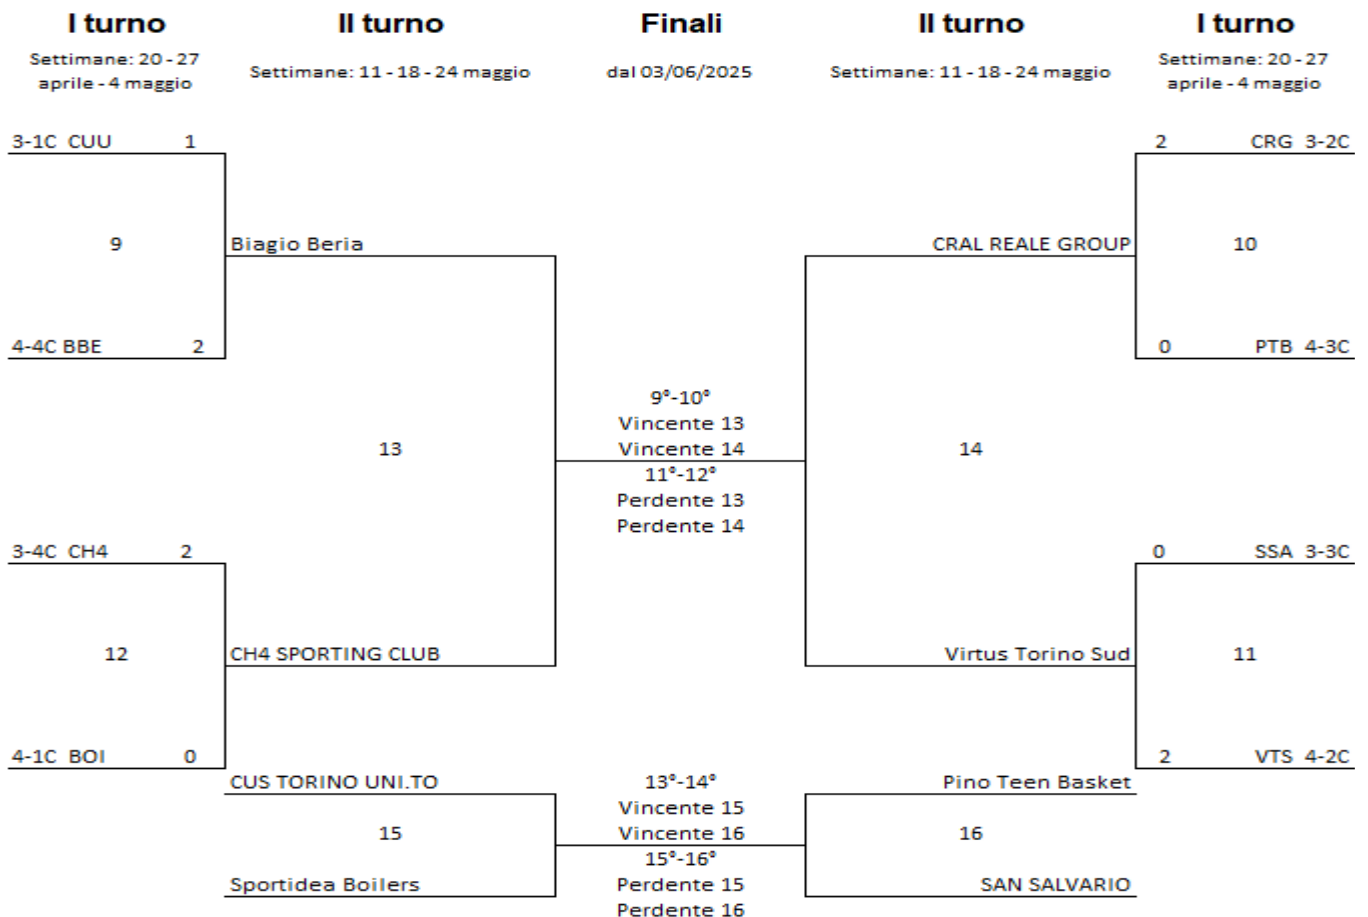 I turno
II turno
Finali
II turno
I turno
Settimane: 20 - 27
aprile - 4 maggio
Settimane: 11 - 18 - 24 maggio
dal 03/06/2025
Settimane: 11 - 18 - 24 maggio
Settimane: 20 - 27
aprile - 4 maggio
3-1C CUU 1
2 CRG 3-2C
9
Biagio Beria
CRAL REALE GROUP
10
4-4C BBE 2
0 PTB 4-3C
9°-10°
Vincente 13
13
Vincente 14
14
11°-12°
Perdente 13
Perdente 14
3-4C CH4 2
0 SSA 3-3C
12
CH4 SPORTING CLUB
Virtus Torino Sud
11
4-1C BOI 0
2 VTS 4-2C
CUS TORINO UNI.TO
13°-14°
Pino Teen Basket
Vincente 15
15
Vincente 16
16
15°-16°
Sportidea Boilers
Perdente 15
SAN SALVARIO
Perdente 16